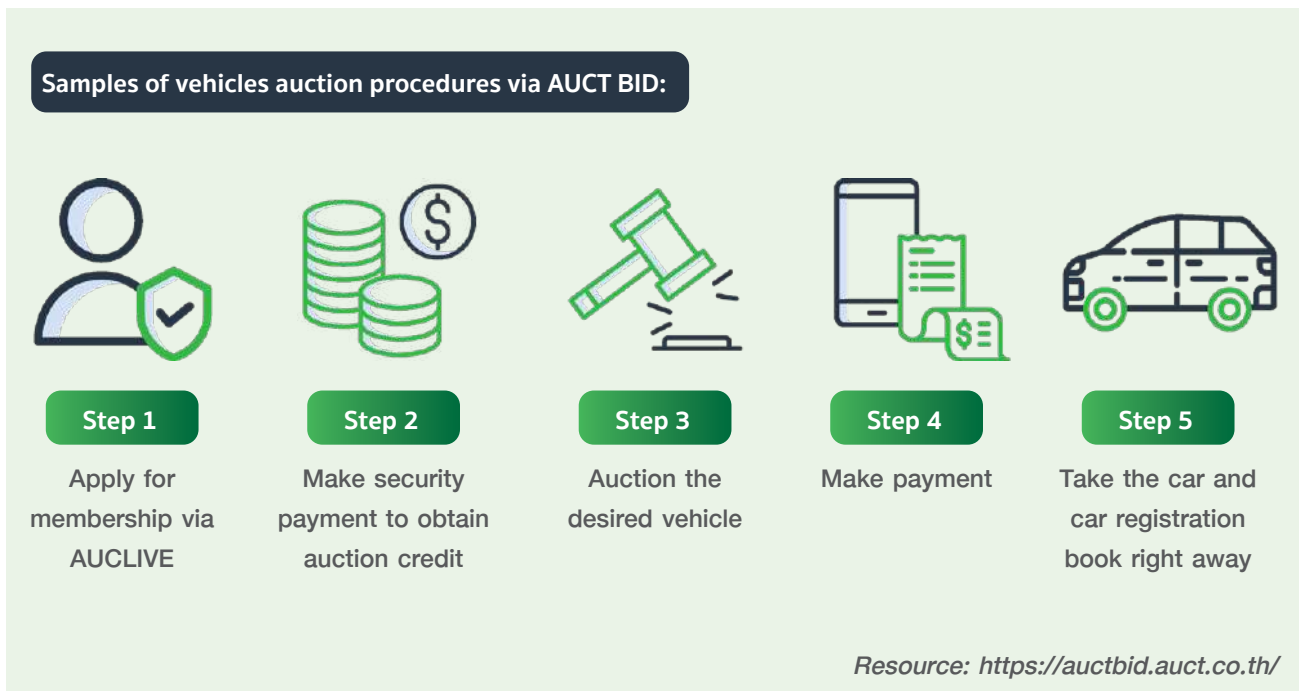 Samples of vehicles auction procedures via AUCT BID:
Step 1
Apply for
membership via
AUCLIVE
Step 2
Make security
payment to obtain
auction credit
Step 3
Auction the
desired vehicle
Step 4
Make payment
Step 5
Take the car and
car registration
book right away
Resource: https://auctbid.auct.co.th/